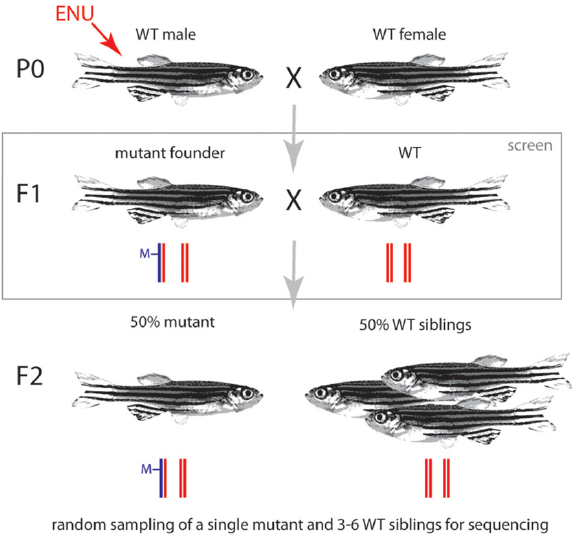 ENU
WT male
WT female
P0
X
screen
mutant founder
WT
F1
X
M
50% mutant
50% WT siblings
F2
M
random sampling of a single mutant and 3-6 WT siblings for sequencing